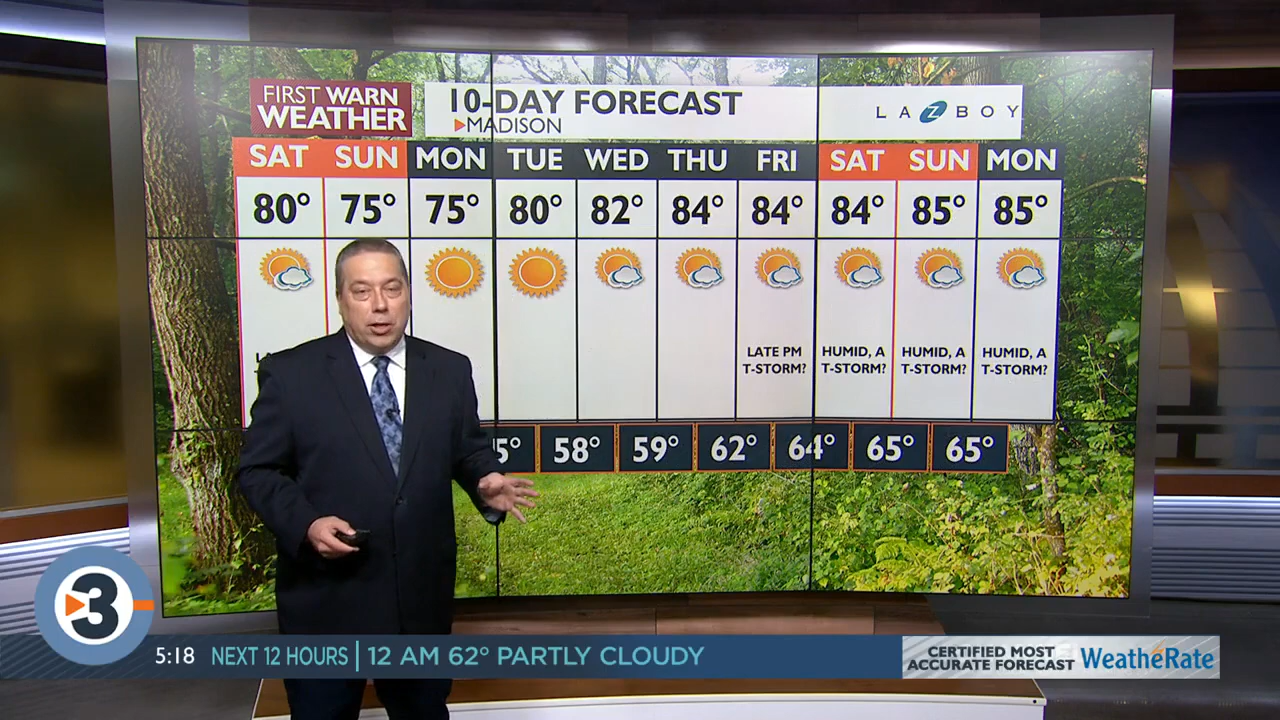 FIRST WARN
WEATHER
10-DAY FORECAST
MADISON
LA Z BOY
SAT SUN MON TUE WED THU FRI SAT SUN MON
80° 75° 75° 80° 82° 84° 84° 84° 85° 85°
LATE PM
T-STORM?
HUMID, A
T-STORM?
HUMID, A
T-STORM?
HUMID, A
T-STORM?
5° 58° 59° 62° 64° 65° 65°
3
5:18 NEXT 12 HOURS | 12 AM 62° PARTLY CLOUDY
CERTIFIED MOST
ACCURATE FORECAST
WeatheRate